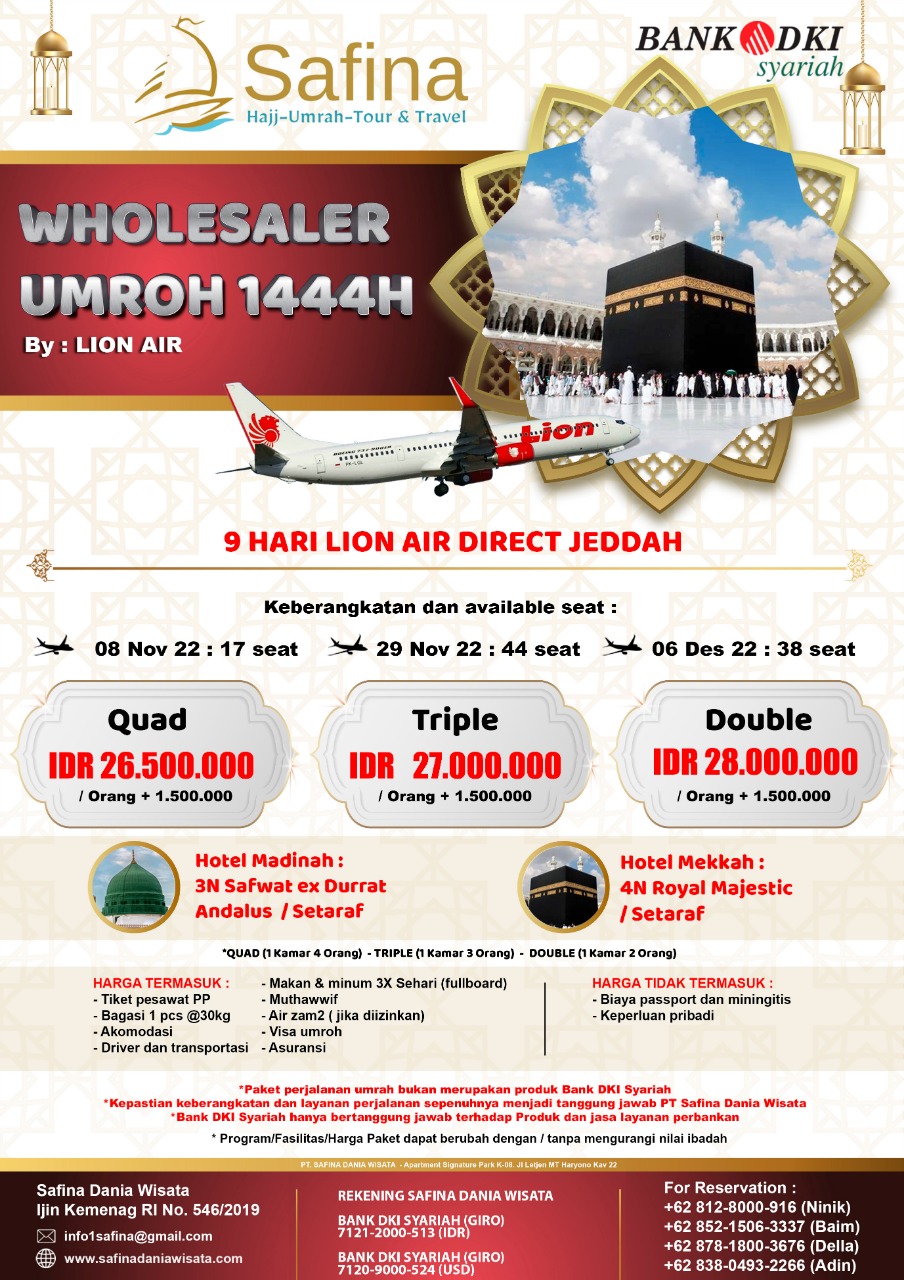 Safina
Hajj-Umrah-Tour & Travel
BANK DKI
syariah
WHOLESALER
UMROH 1444H
By : LION AIR
BOEING 737-900ER
PK-LGL
Lion
9 HARI LION AIR DIRECT JEDDAH
Keberangkatan dan available seat :
08 Nov 22 : 17 seat
29 Nov 22 : 44 seat
06 Des 22 : 38 seat
Quad
IDR 26.500.000
/ Orang + 1.500.000
Triple
IDR 27.000.000
/ Orang + 1.500.000
Double
IDR 28.000.000
/ Orang + 1.500.000
Hotel Madinah :
3N Safwat ex Durrat
Andalus / Setaraf
Hotel Mekkah :
4N Royal Majestic
/ Setaraf
*QUAD (1 Kamar 4 Orang) - TRIPLE (1 Kamar 3 Orang) - DOUBLE (1 Kamar 2 Orang)
HARGA TERMASUK :
- Tiket pesawat PP
- Bagasi 1 pcs @30kg
- Akomodasi
- Driver dan transportasi
- Makan & minum 3X Sehari (fullboard)
- Muthawwif
- Air zam2 ( jika diizinkan)
- Visa umroh
- Asuransi
HARGA TIDAK TERMASUK :
- Biaya passport dan miningitis
- Keperluan pribadi
*Paket perjalanan umrah bukan merupakan produk Bank DKI Syariah
*Kepastian keberangkatan dan layanan perjalanan sepenuhnya menjadi tanggung jawab PT Safina Dania Wisata
*Bank DKI Syariah hanya bertanggung jawab terhadap Produk dan jasa layanan perbankan
* Program/Fasilitas/Harga Paket dapat berubah dengan / tanpa mengurangi nilai ibadah
PT. SAFINA DANIA WISATA - Apartment Signature Park K-08. Jl Letjen MT Haryono Kav 22
Safina Dania Wisata
Ijin Kemenag RI No. 546/2019
info1safina@gmail.com
www.safinadaniawisata.com
REKENING SAFINA DANIA WISATA
BANK DKI SYARIAH (GIRO)
7121-2000-513 (IDR)
BANK DKI SYARIAH (GIRO)
7120-9000-524 (USD)
For Reservation :
+62 812-8000-916 (Ninik)
+62 852-1506-3337 (Baim)
+62 878-1800-3676 (Della)
+62 838-0493-2266 (Adin)